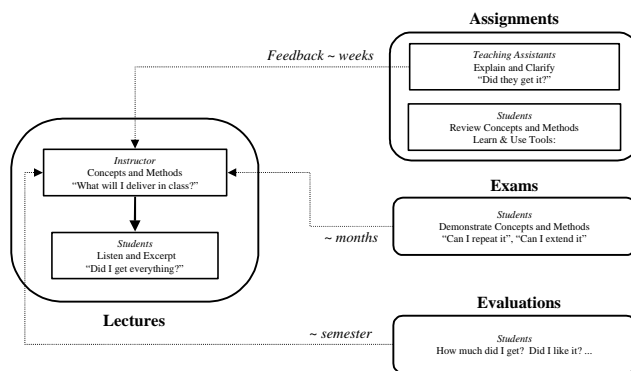 Assignments
Feedback ~ weeks
Teaching Assistants
Explain and Clarify
“Did they get it?”
Students
Review Concepts and Methods
Learn & Use Tools:
Instructor
Concepts and Methods
“What will I deliver in class?”
Students
Listen and Excerpt
“Did I get everything?”
Lectures
Exams
~ months
Students
Demonstrate Concepts and Methods
“Can I repeat it”, “Can I extend it”
Evaluations
~ semester
Students
How much did I get?  Did I like it? ...